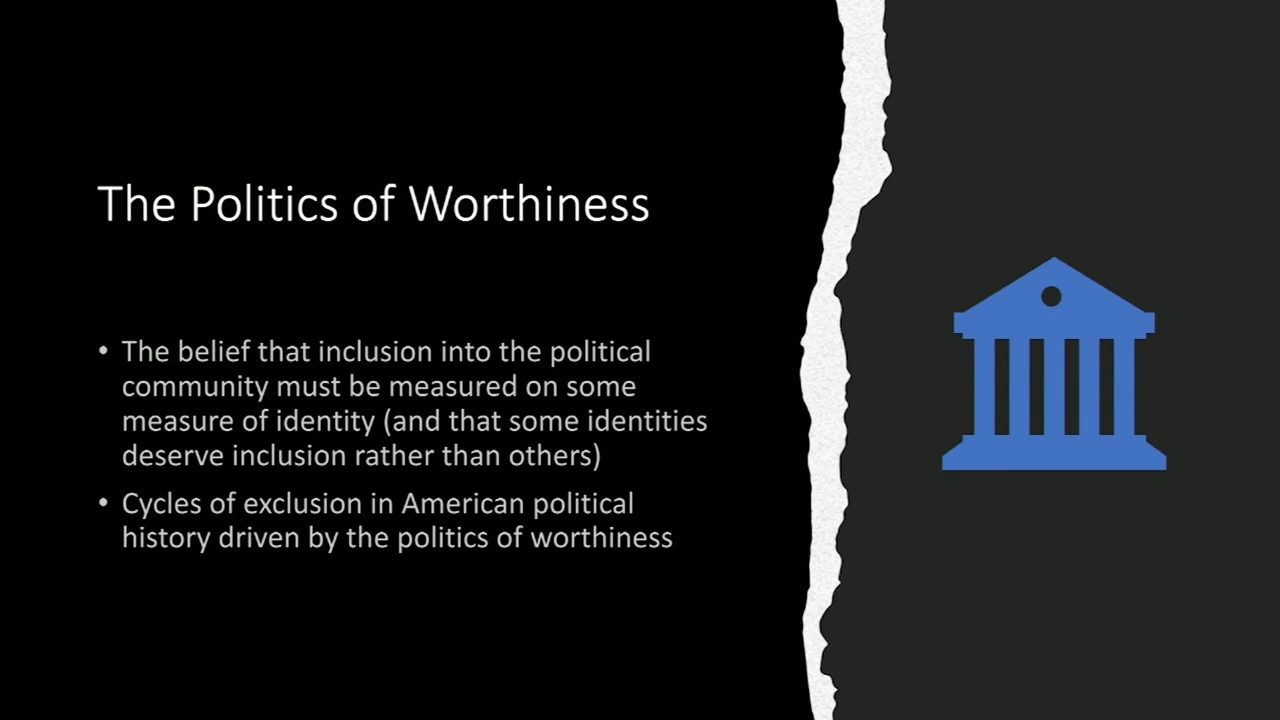 The Politics of Worthiness
• The belief that inclusion into the political
community must be measured on some
measure of identity (and that some identities
deserve inclusion rather than others)
• Cycles of exclusion in American political
history driven by the politics of worthiness